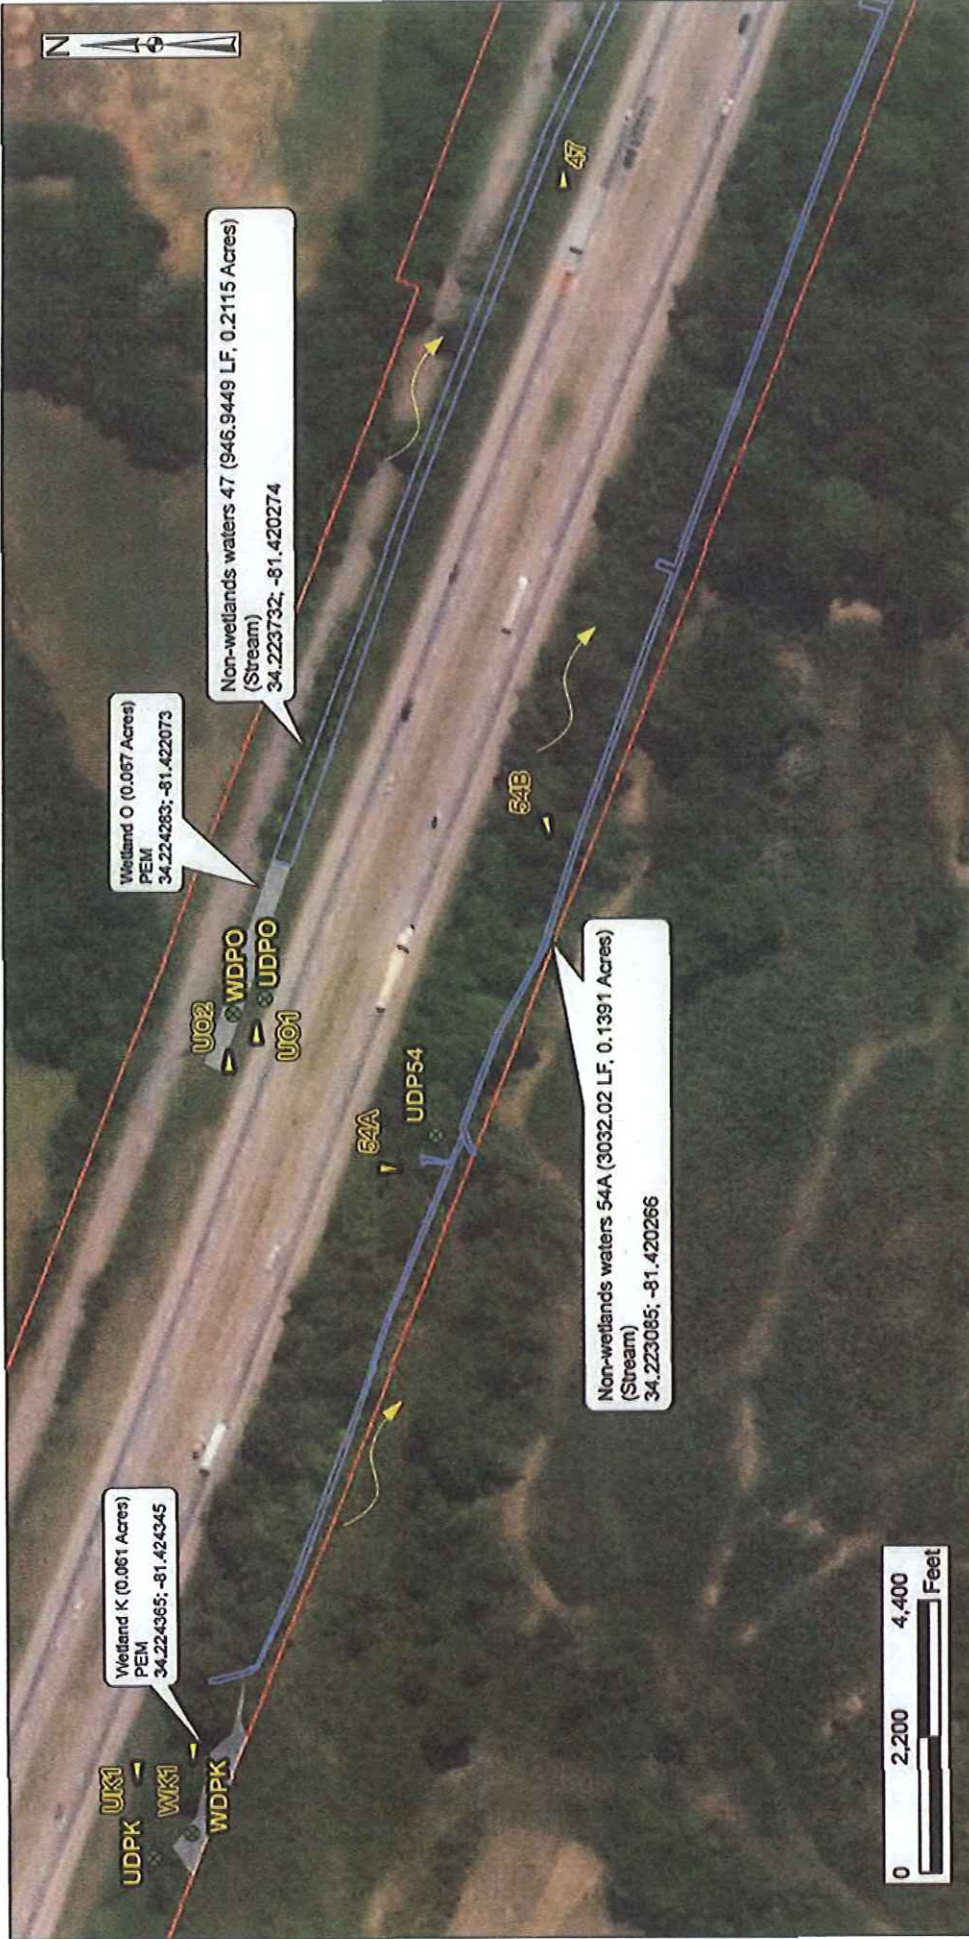 N
Wetland K (0.061 Acres)
PEM
34.224365; -81.424345
UDPK
UK1
WK1
WDPK
Wetland O (0.067 Acres)
PEM
34.224283; -81.422073
UO2
WDPO
UDPO
UO1
Non-wetlands waters 47 (946.9449 LF, 0.2115 Acres)
(Stream)
34.223732; -81.420274
47
54A
UDP54
54B
Non-wetlands waters 54A (3032.02 LF, 0.1391 Acres)
(Stream)
34.223085; -81.420266
0 2,200 4,400
Feet